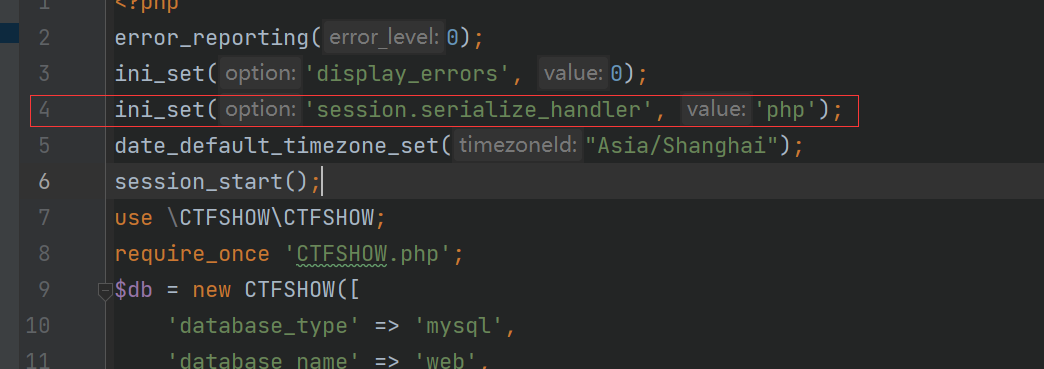 1 <?php
2 error_reporting( error_level: 0);
3 ini_set( option: 'display_errors', value: 0);
4 ini_set( option: 'session.serialize_handler', value: 'php');
5 date_default_timezone_set( timezoneId: "Asia/Shanghai");
6 session_start();
7 use \CTFSHOW\CTFSHOW;
8 require_once 'CTFSHOW.php';
9 $db = new CTFSHOW([
10 'database_type' => 'mysql',
11 'database_name' => 'web',